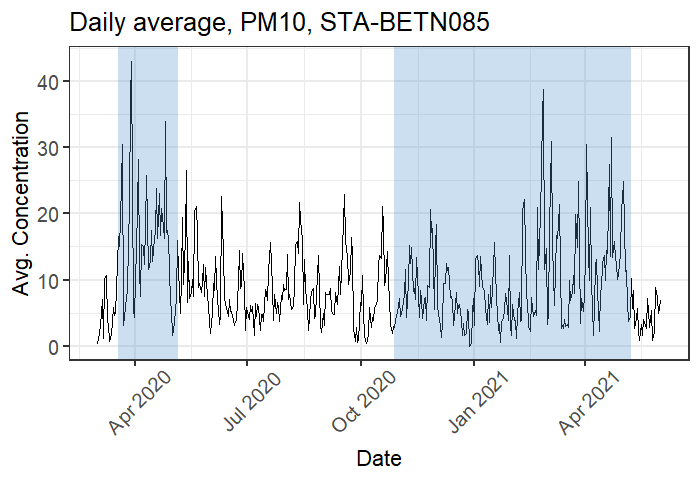 Daily average, PM10, STA-BETN085
Avg. Concentration
40
30
20
10
0
Apr 2020
Jul 2020
Oct 2020
Jan 2021
Apr 2021
Date